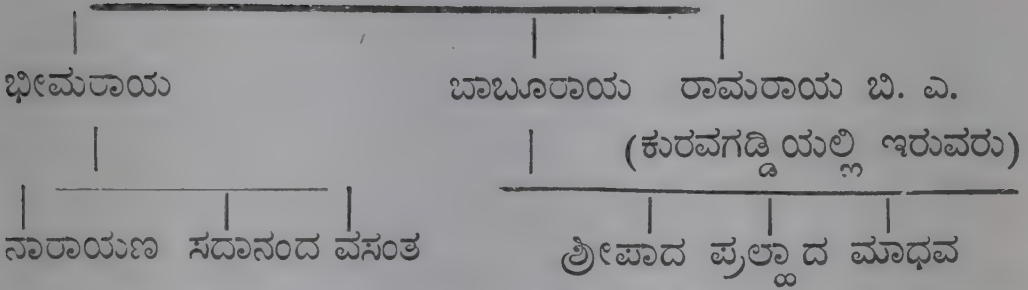 ಭೀಮರಾಯ ಬಾಬೂರಾಯ ರಾಮರಾಯ ಬಿ. ಎ.
(ಕುರವಗಡ್ಡಿಯಲ್ಲಿ ಇರುವರು)
ನಾರಾಯಣ ಸದಾನಂದ ವಸಂತ ಶ್ರೀಪಾದ ಪ್ರಲ್ಹಾದ ಮಾಧವ